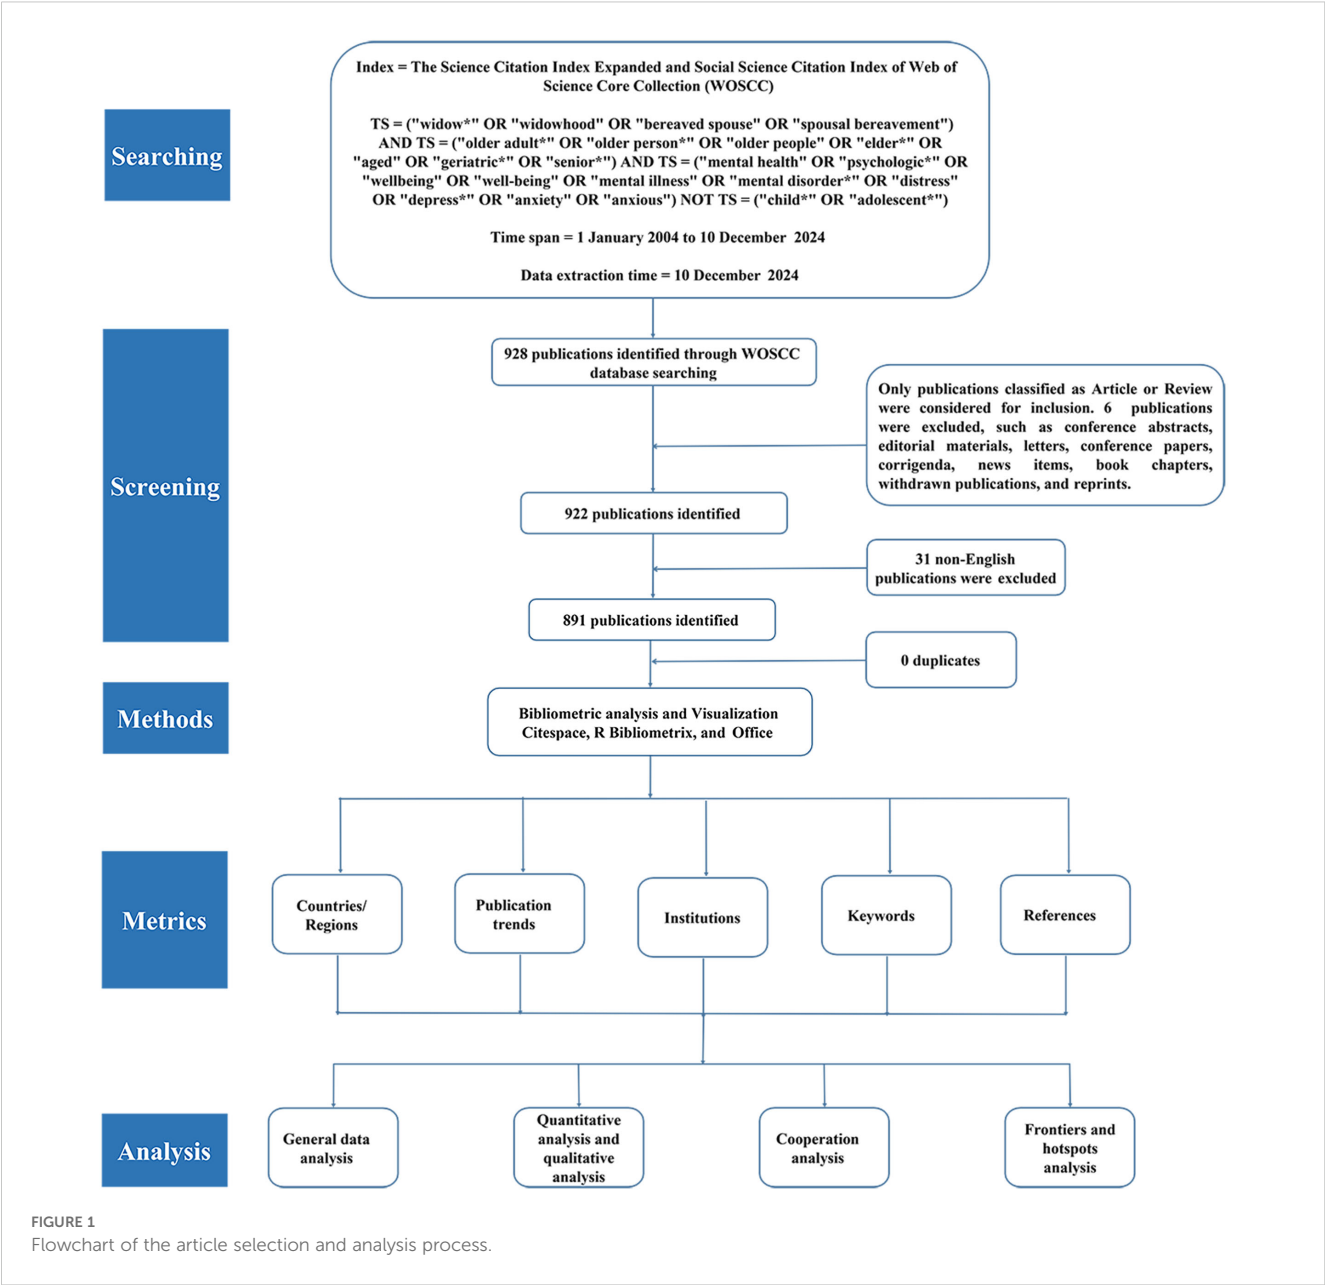 Searching
Index = The Science Citation Index Expanded and Social Science Citation Index of Web of
Science Core Collection (WOSCC)
TS = ("widow*" OR "widowhood" OR "bereaved spouse" OR "spousal bereavement")
AND TS = ("older adult*" OR "older person*" OR "older people" OR "elder*" OR
"aged" OR "geriatric*" OR "senior*") AND TS = ("mental health" OR "psychologic*" OR
"wellbeing" OR "well-being" OR "mental illness" OR "mental disorder*" OR "distress"
OR "depress*" OR "anxiety" OR "anxious") NOT TS = ("child*" OR "adolescent*")
Time span = 1 January 2004 to 10 December 2024
Data extraction time = 10 December 2024
Screening
928 publications identified through WOSCC
database searching
Only publications classified as Article or Review
were considered for inclusion. 6 publications
were excluded, such as conference abstracts,
editorial materials, letters, conference papers,
corrigenda, news items, book chapters,
withdrawn publications, and reprints.
922 publications identified
31 non-English
publications were excluded
891 publications identified
0 duplicates
Methods
Bibliometric analysis and Visualization
Citespace, R Bibliometrix, and Office
Metrics
Countries/
Regions
Publication
trends
Institutions
Keywords
References
Analysis
General data
analysis
Quantitative
analysis and
qualitative
analysis
Cooperation
analysis
Frontiers and
hotspots
analysis
FIGURE 1
Flowchart of the article selection and analysis process.